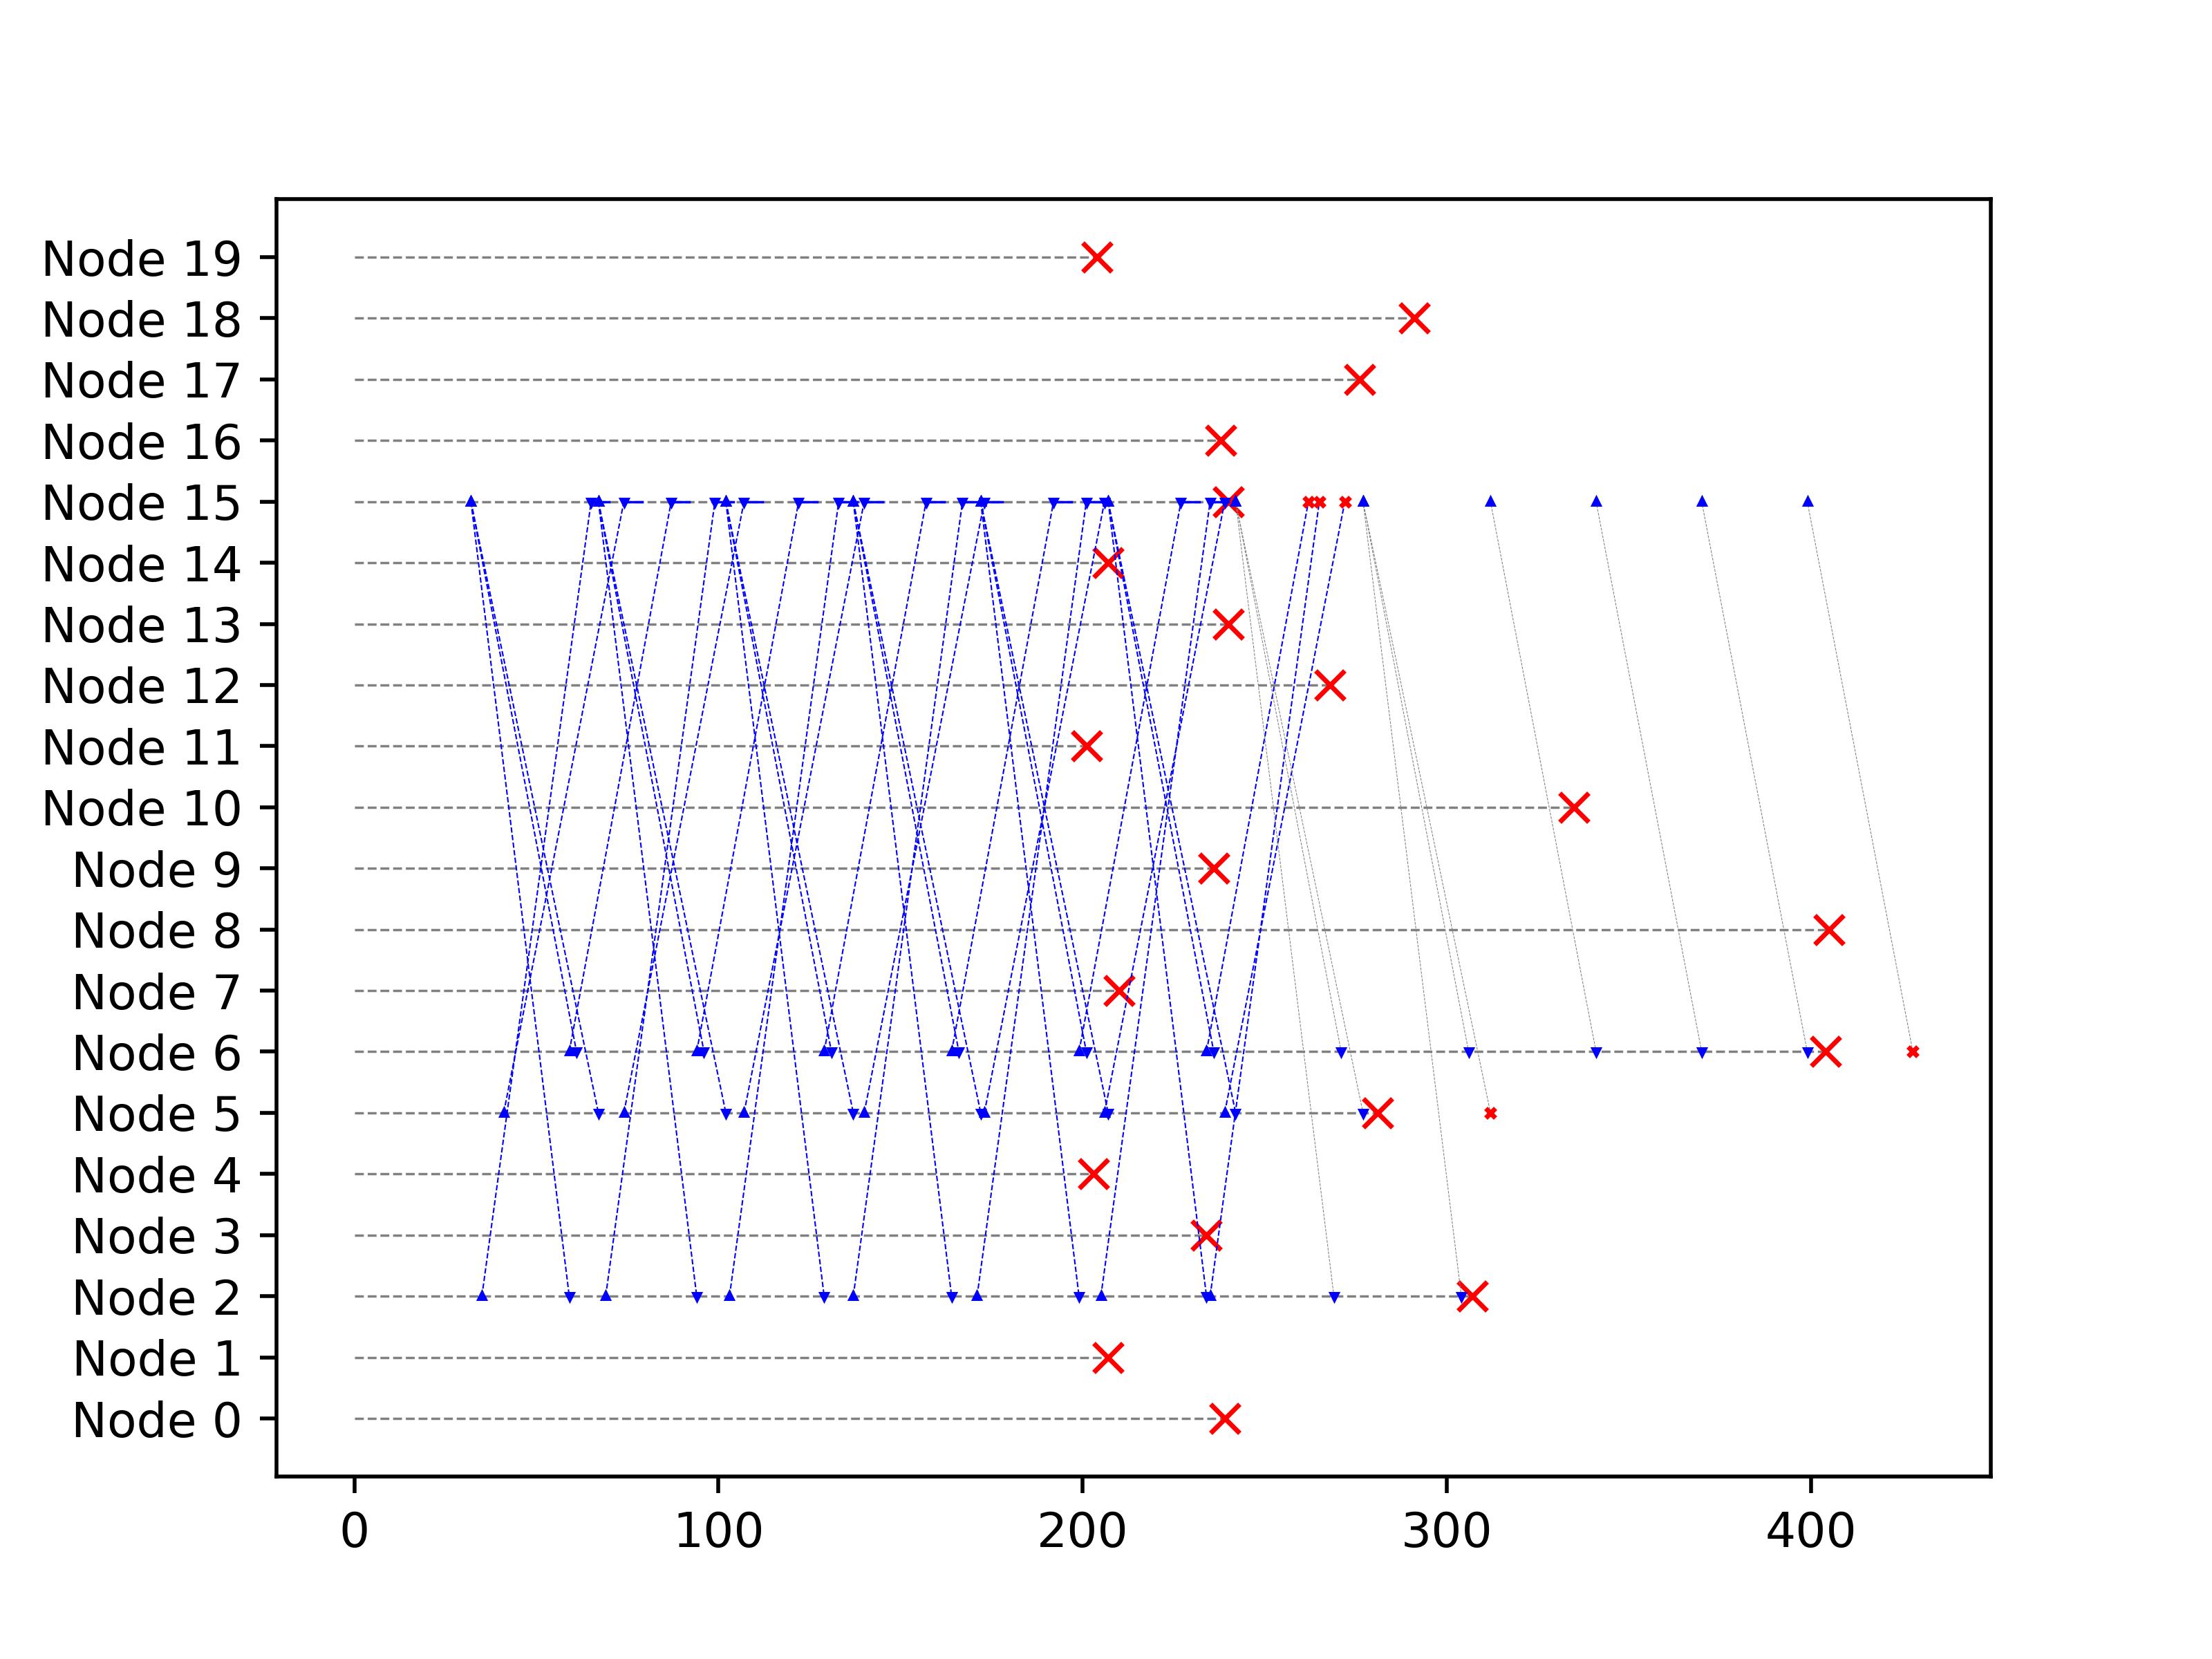 Node 19
Node 18
Node 17
Node 16
Node 15
Node 14
Node 13
Node 12
Node 11
Node 10
Node 9
Node 8
Node 7
Node 6
Node 5
Node 4
Node 3
Node 2
Node 1
Node 0
0 100 200 300 400